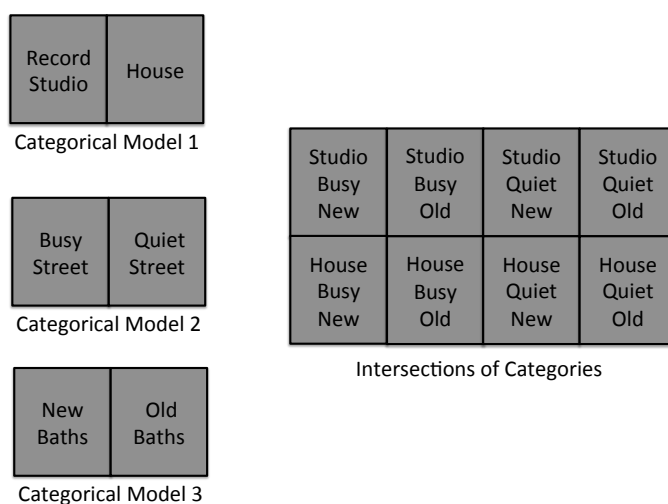 Record
Studio
House
Categorical Model 1
Busy
Street
Quiet
Street
Categorical Model 2
New
Baths
Old
Baths
Categorical Model 3
Studio
Busy
New
Studio
Busy
Old
Studio
Quiet
New
Studio
Quiet
Old
House
Busy
New
House
Busy
Old
House
Quiet
New
House
Quiet
Old
Intersections of Categories